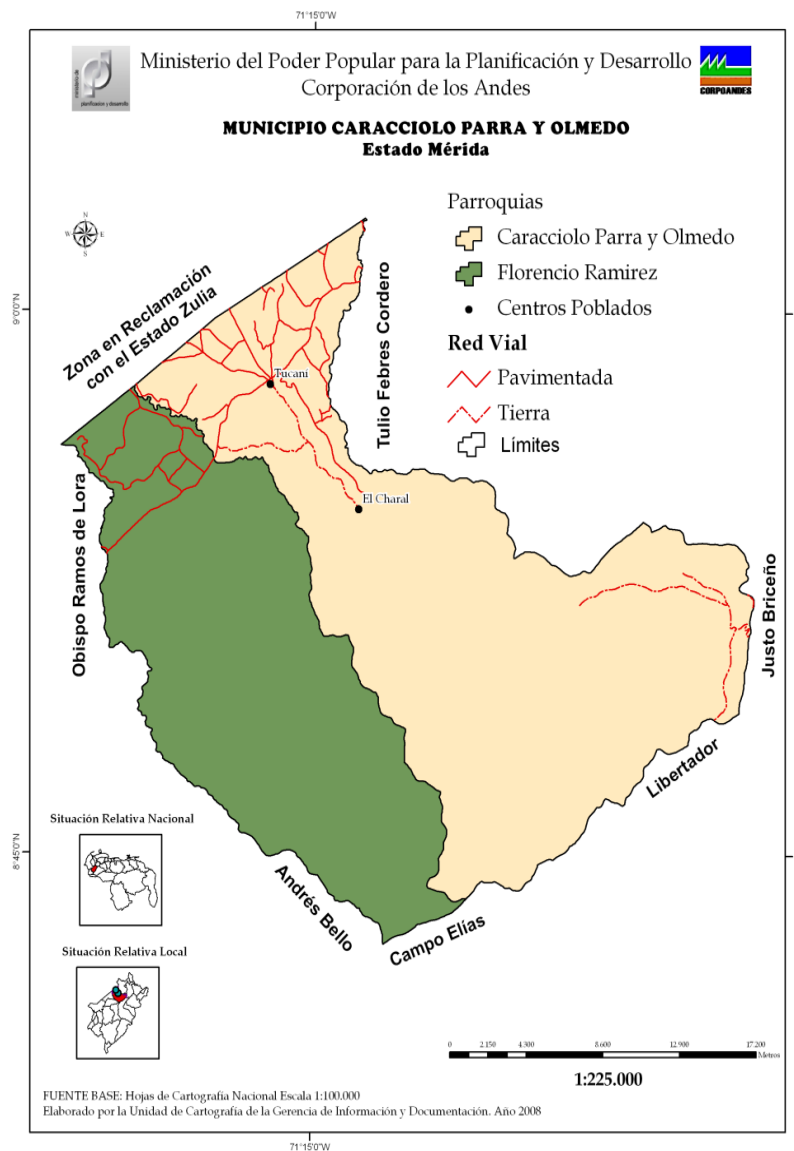 71°15'0"W
Ministerio del Poder Popular para la Planificación y Desarrollo
Corporación de los Andes
ministerio de
planificación y desarrollo
CORPOANDES
MUNICIPIO CARACCIOLO PARRA Y OLMEDO
Estado Mérida
N
W E
S
Parroquias
Caracciolo Parra y Olmedo
Florencio Ramirez
Centros Poblados
Red Vial
Pavimentada
Tierra
Límites
9°0'0"N
Zona en Reclamación
con el Estado Zulia
Tulio Febres Cordero
Tucaní
El Charal
Obispo Ramos de Lora
Justo Briceño
Libertador
8°45'0"N
Andrés Bello
Campo Elías
Situación Relativa Nacional
Situación Relativa Local
0 2.150 4.300 8.600 12.900 17.200
Metros
1:225.000
FUENTE BASE: Hojas de Cartografía Nacional Escala 1:100.000
Elaborado por la Unidad de Cartografía de la Gerencia de Información y Documentación. Año 2008
71°15'0"W